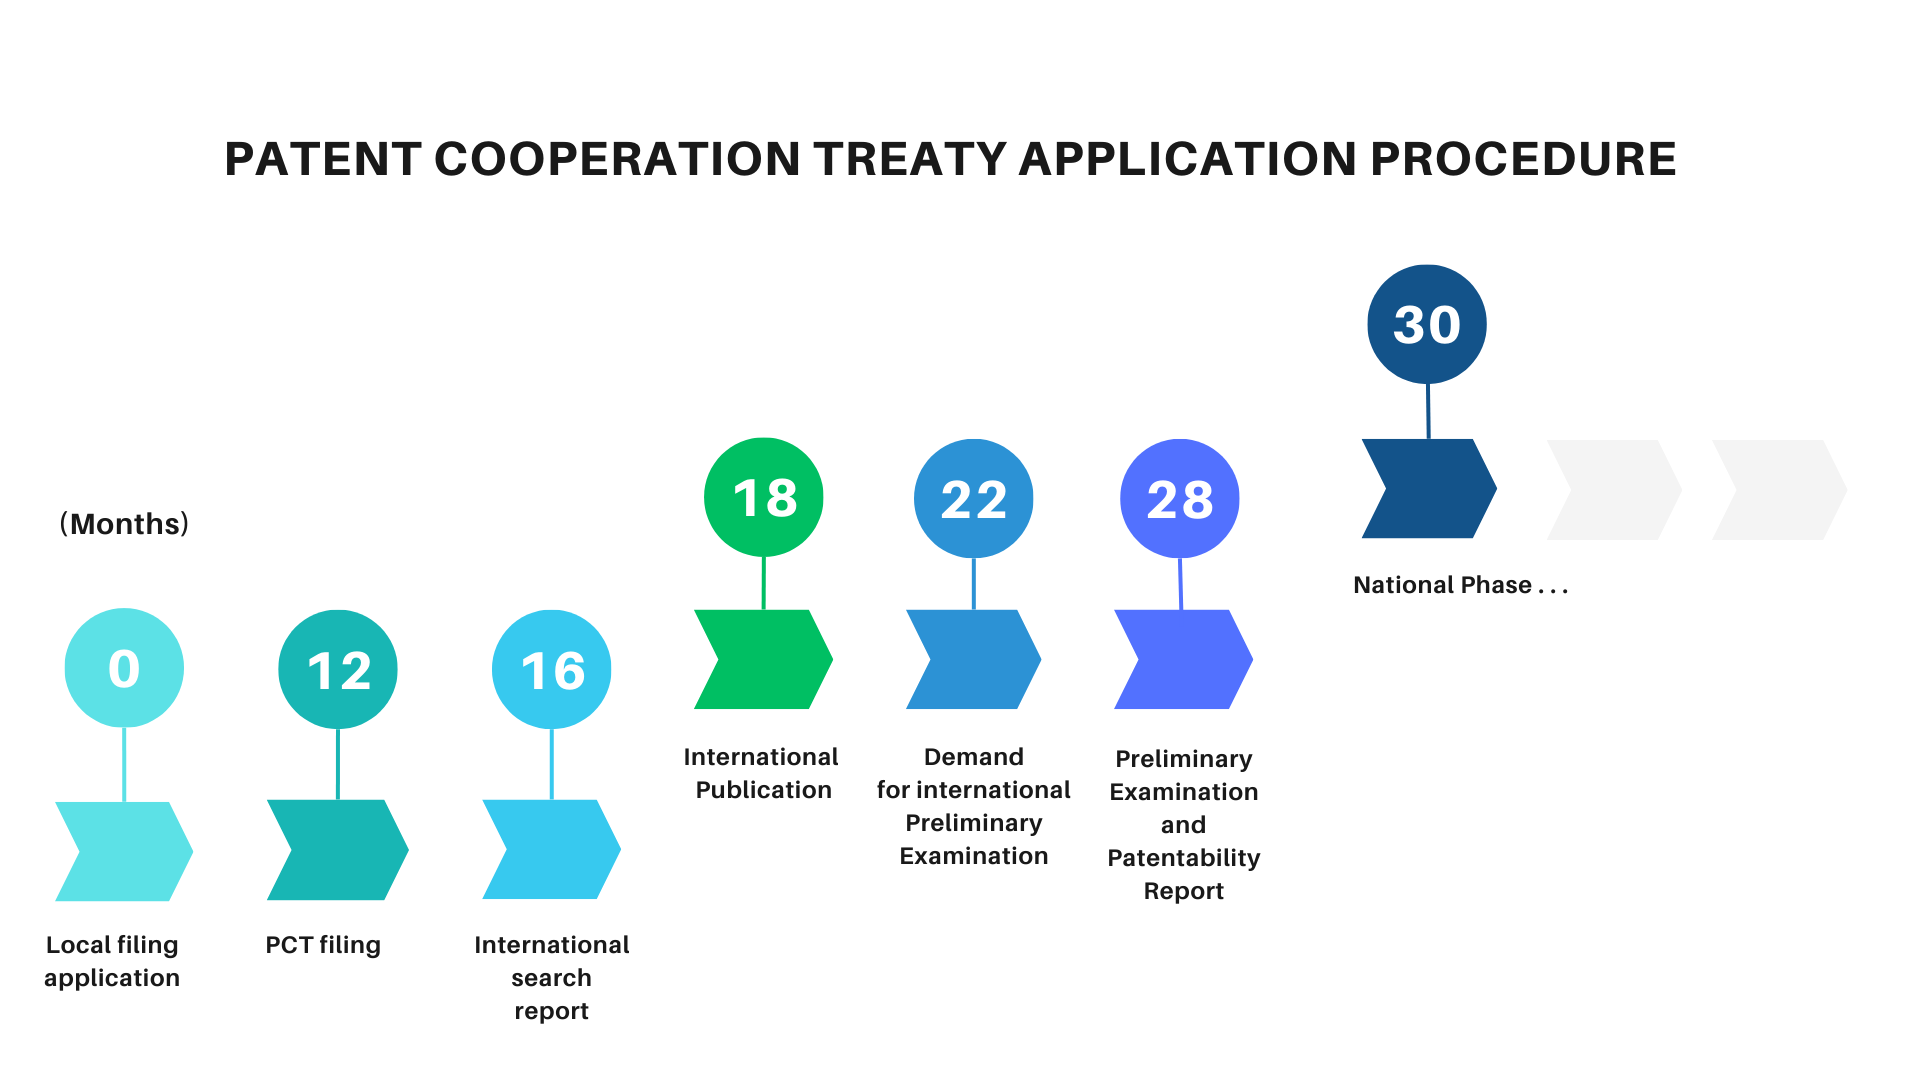 PATENT COOPERATION TREATY APPLICATION PROCEDURE
(Months)
0
Local filing
application
12
PCT filing
16
International
search
report
18
International
Publication
22
Demand
for international
Preliminary
Examination
28
Preliminary
Examination
and
Patentability
Report
30
National Phase . . .